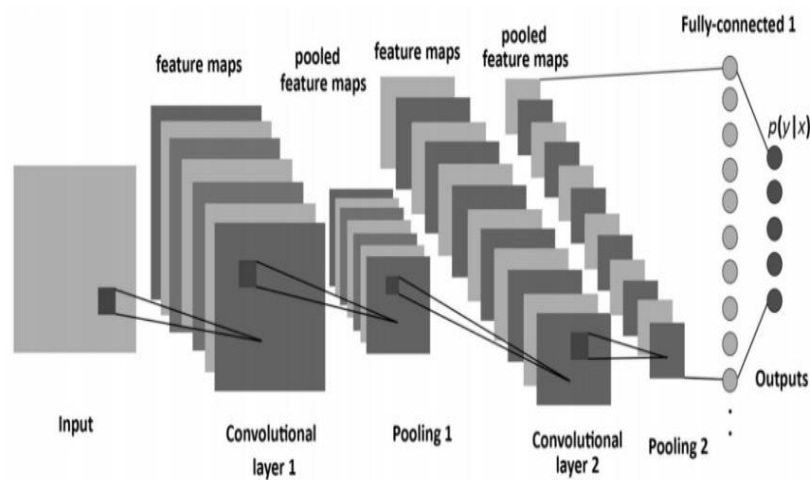 Fully-connected 1
feature maps
pooled
feature maps
feature maps
pooled
feature maps
p(y|x)
Outputs
Input
Convolutional
layer 1
Pooling 1
Convolutional
layer 2
Pooling 2